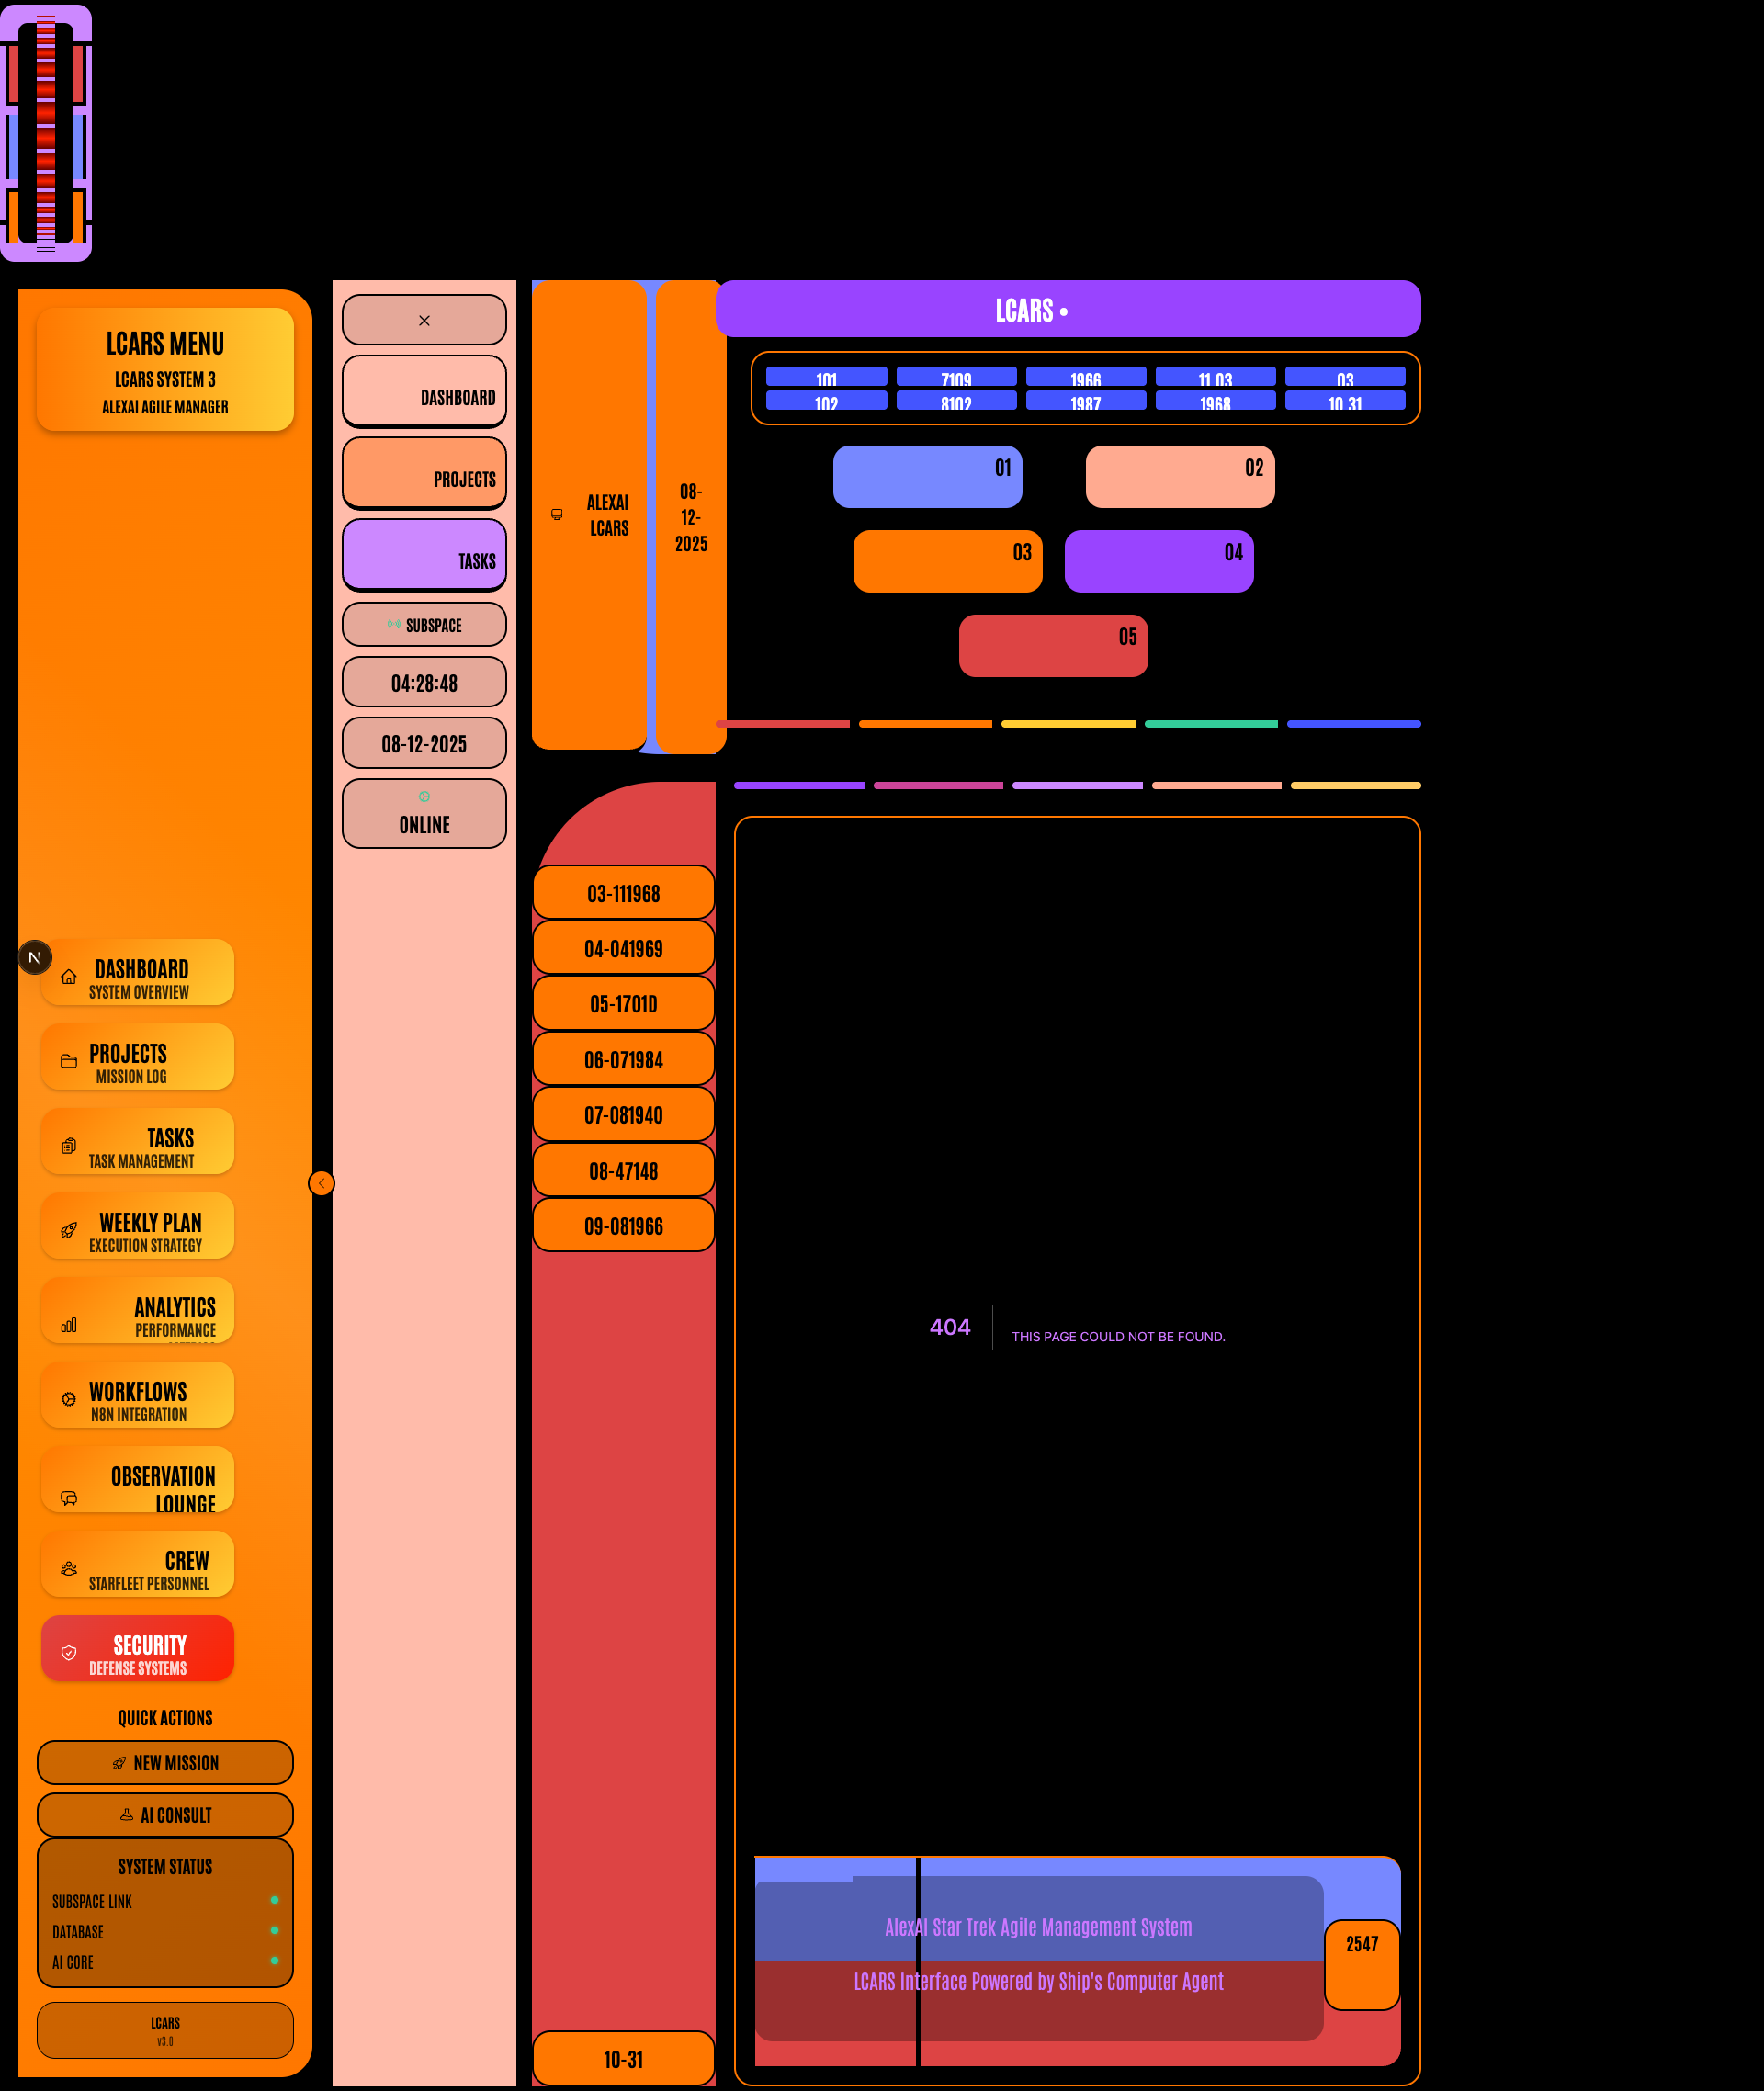 LCARS MENU
LCARS SYSTEM 3
ALEXAI AGILE MANAGER
N
DASHBOARD
SYSTEM OVERVIEW
PROJECTS
MISSION LOG
TASKS
TASK MANAGEMENT
WEEKLY PLAN
EXECUTION STRATEGY
ANALYTICS
PERFORMANCE
WORKFLOWS
N8N INTEGRATION
OBSERVATION
LOUNGE
CREW
STARFLEET PERSONNEL
SECURITY
DEFENSE SYSTEMS
QUICK ACTIONS
NEW MISSION
AI CONSULT
SYSTEM STATUS
SUBSPACE LINK
DATABASE
AI CORE
LCARS
v3.0
DASHBOARD
PROJECTS
TASKS
SUBSPACE
04:28:48
08-12-2025
ONLINE
ALEXAI
LCARS
08-
12-
2025
03-111968
04-041969
05-1701D
06-071984
07-081940
08-47148
09-081966
10-31
LCARS •
101 7109 1966 11 03 03
102 8102 1987 1968 10 31
01 02
03 04
05
404
THIS PAGE COULD NOT BE FOUND.
AlexAI Star Trek Agile Management System
LCARS Interface Powered by Ship's Computer Agent
2547